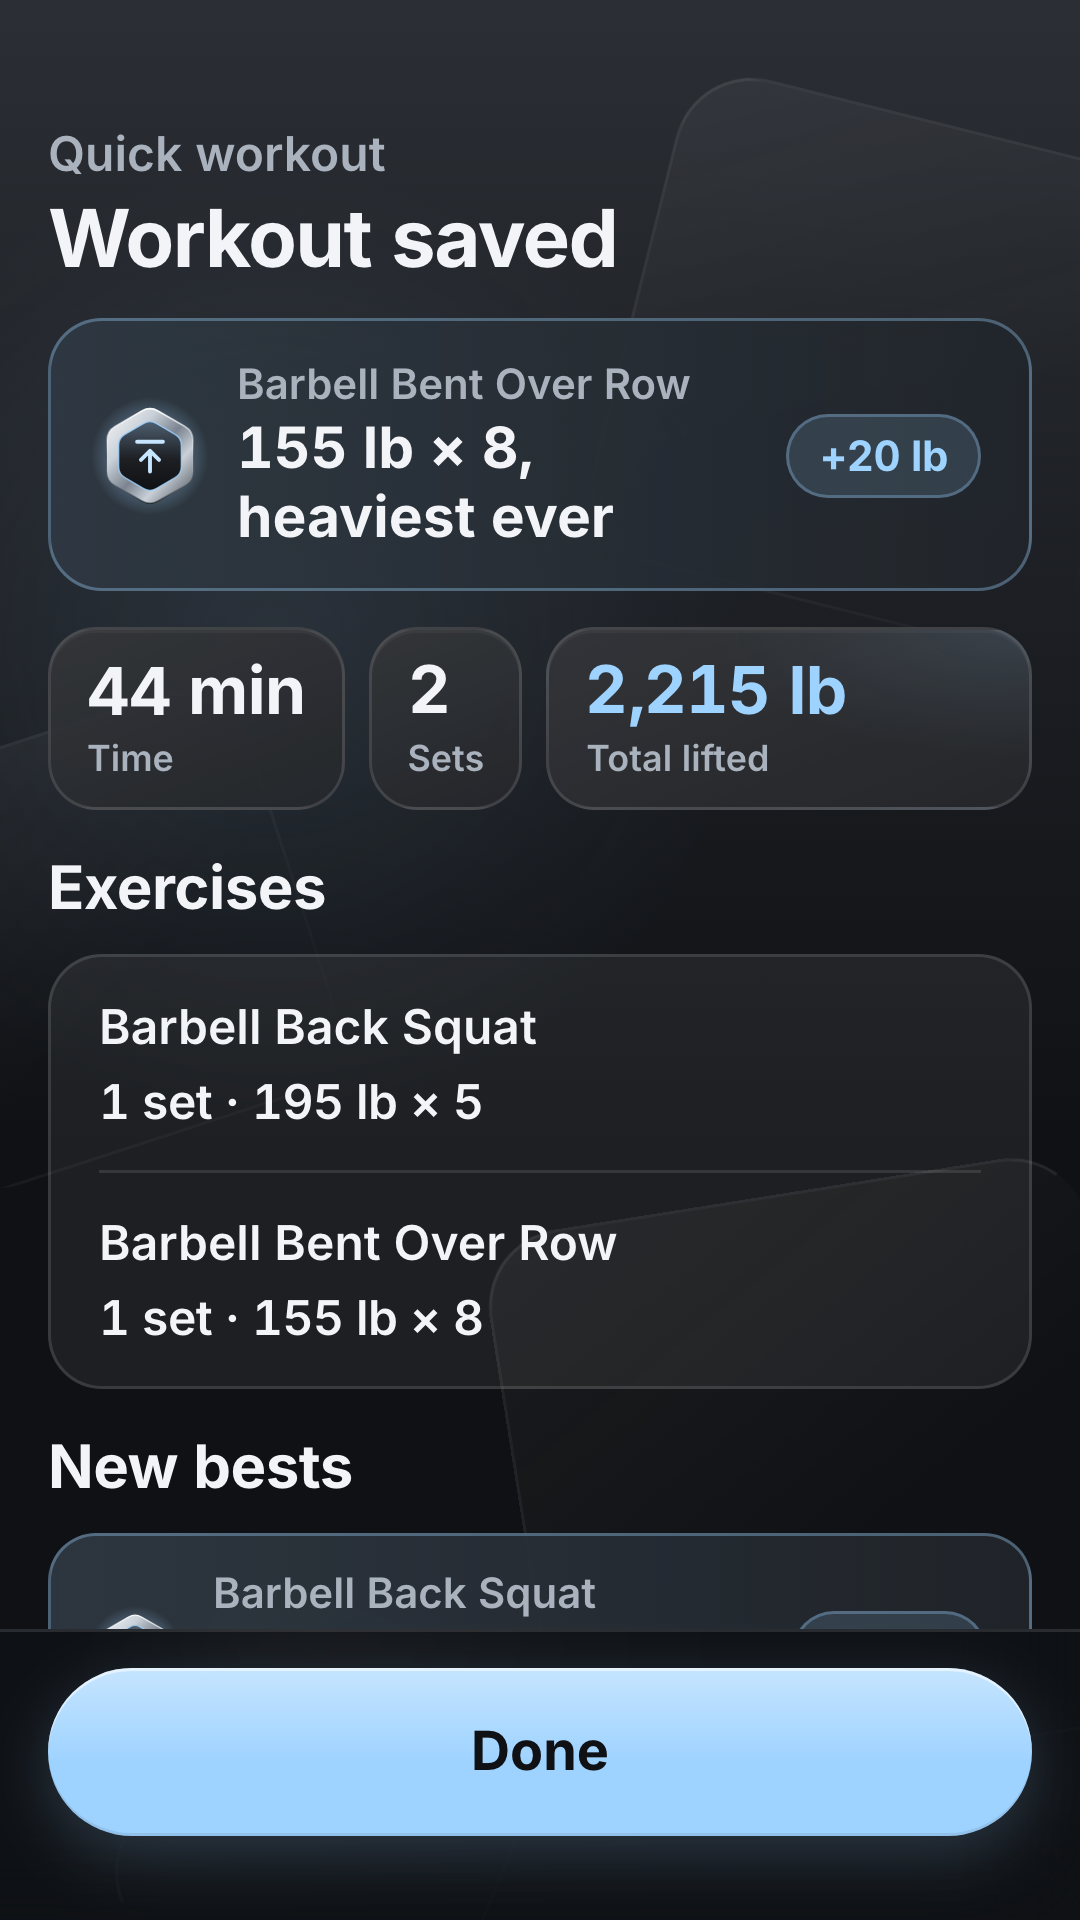 Quick workout
Workout saved
Barbell Bent Over Row
155 lb × 8,
heaviest ever
+20 lb
44 min
Time
2
Sets
2,215 lb
Total lifted
Exercises
Barbell Back Squat
1 set · 195 lb × 5
Barbell Bent Over Row
1 set · 155 lb × 8
New bests
Barbell Back Squat
Done